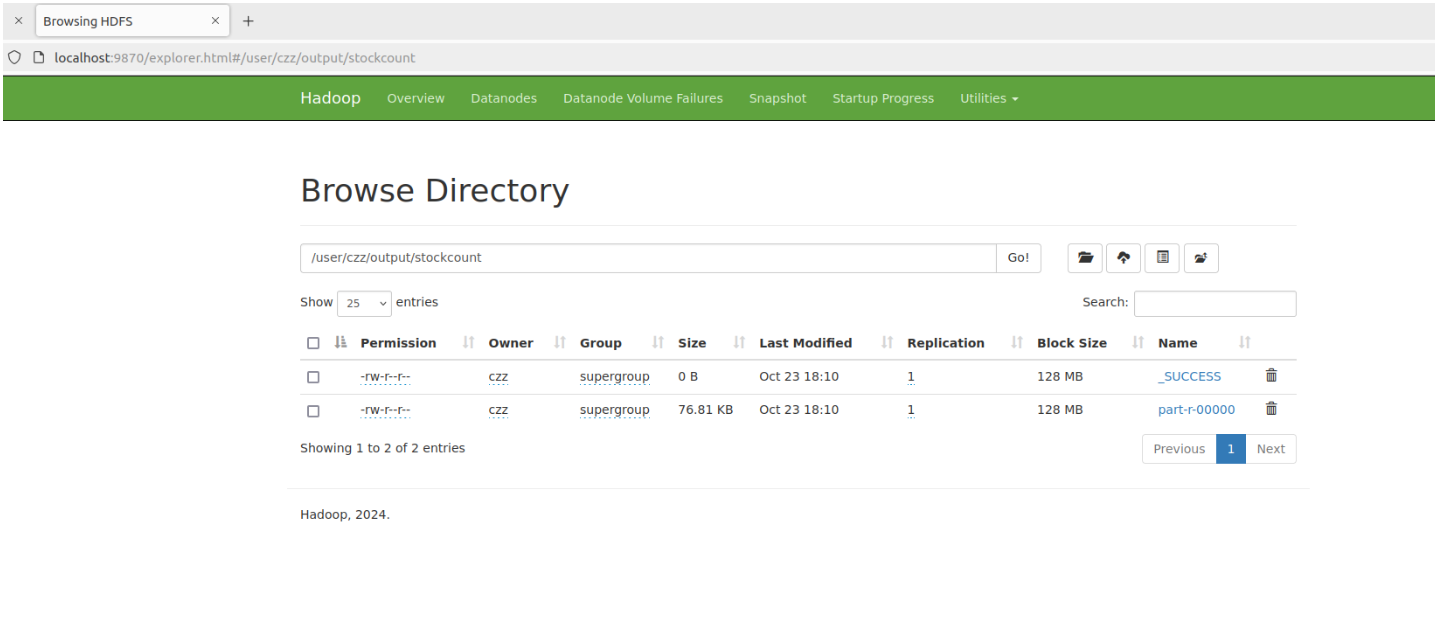 Browsing HDFS
localhost:9870/explorer.html#/user/czz/output/stockcount
Hadoop Overview Datanodes Datanode Volume Failures Snapshot Startup Progress Utilities
Browse Directory
/user/czz/output/stockcount Go!
Show 25 entries Search:
Permission Owner Group Size Last Modified Replication Block Size Name
-rw-r--r-- czz supergroup 0 B Oct 23 18:10 1 128 MB _SUCCESS
-rw-r--r-- czz supergroup 76.81 KB Oct 23 18:10 1 128 MB part-r-00000
Showing 1 to 2 of 2 entries Previous 1 Next
Hadoop, 2024.